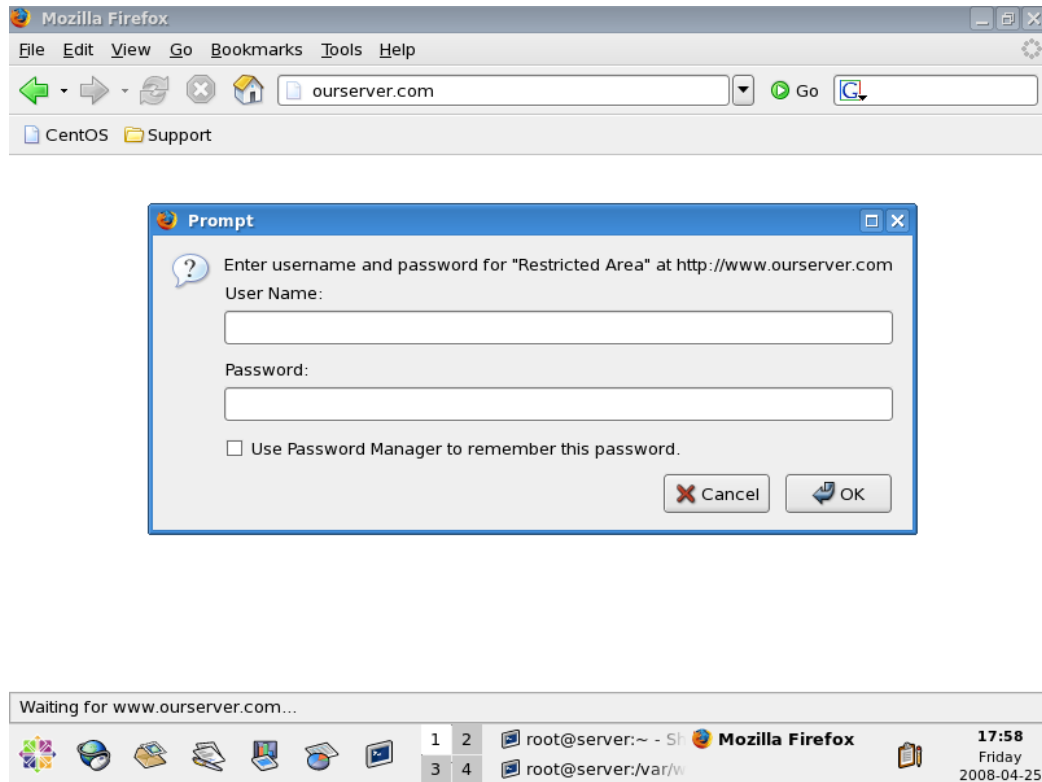 Mozilla Firefox
File Edit View Go Bookmarks Tools Help
ourserver.com
Go
G
CentOS Support
Prompt
Enter username and password for "Restricted Area" at http://www.ourserver.com
User Name:
Password:
Use Password Manager to remember this password.
Cancel OK
Waiting for www.ourserver.com...
1 2
3 4
root@server:~ - Sh
Mozilla Firefox
root@server:/var/w
17:58
Friday
2008-04-25